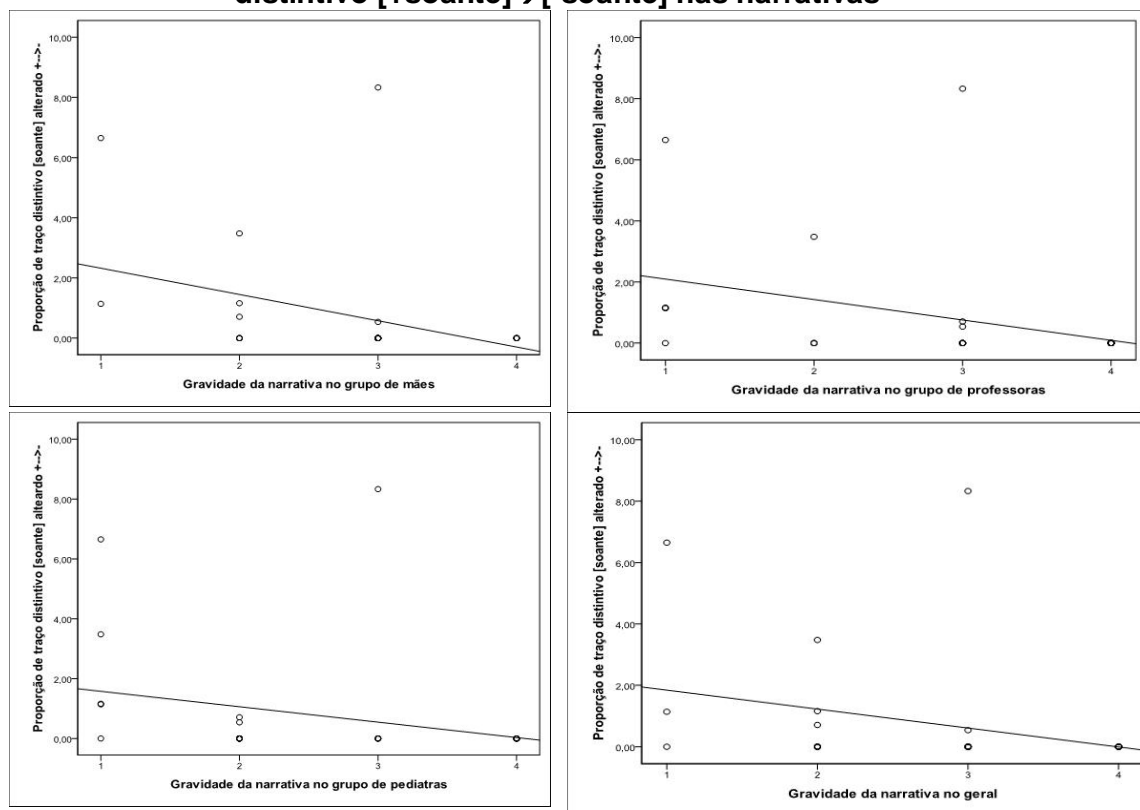 distintivo [+soante]→[-soante] nas narrativas
Proporção de traço distintivo [soante] alterado +-->-
10,00
8,00
6,00
4,00
2,00
0,00
1 2 3 4
Gravidade da narrativa no grupo de mães
Proporção de traço distintivo [soante] alterado +-->-
10,00
8,00
6,00
4,00
2,00
0,00
1 2 3 4
Gravidade da narrativa no grupo de professoras
Proporção de traço distintivo [soante] alteardo +-->-
10,00
8,00
6,00
4,00
2,00
0,00
1 2 3 4
Gravidade da narrativa no grupo de pediatras
Proporção de traço distintivo [soante] alterado +-->-
10,00
8,00
6,00
4,00
2,00
0,00
1 2 3 4
Gravidade da narrativa no geral